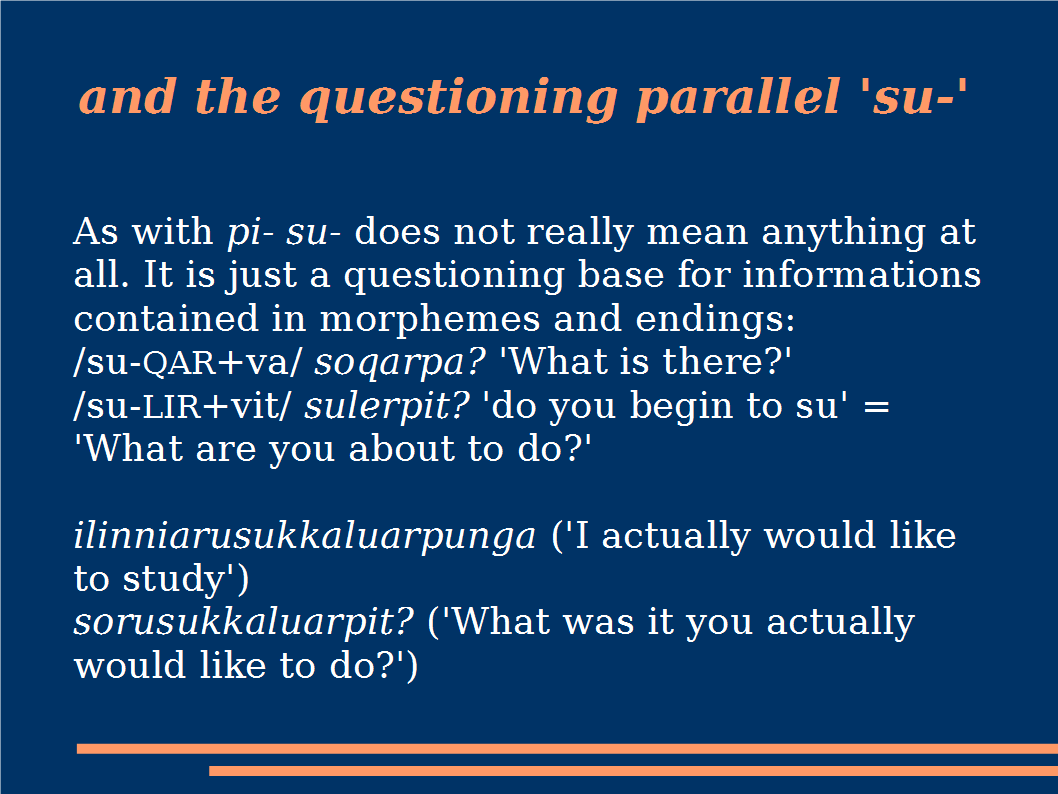 and the questioning parallel 'su-'
As with pi- su- does not really mean anything at
all. It is just a questioning base for informations
contained in morphemes and endings:
/su-QAR+va/ soqarpa? 'What is there?'
/su-LIR+vit/ sulerpit? 'do you begin to su' =
'What are you about to do?'
ilinniarusukkaluarpunga ('I actually would like
to study')
sorusukkaluarpit? ('What was it you actually
would like to do?')